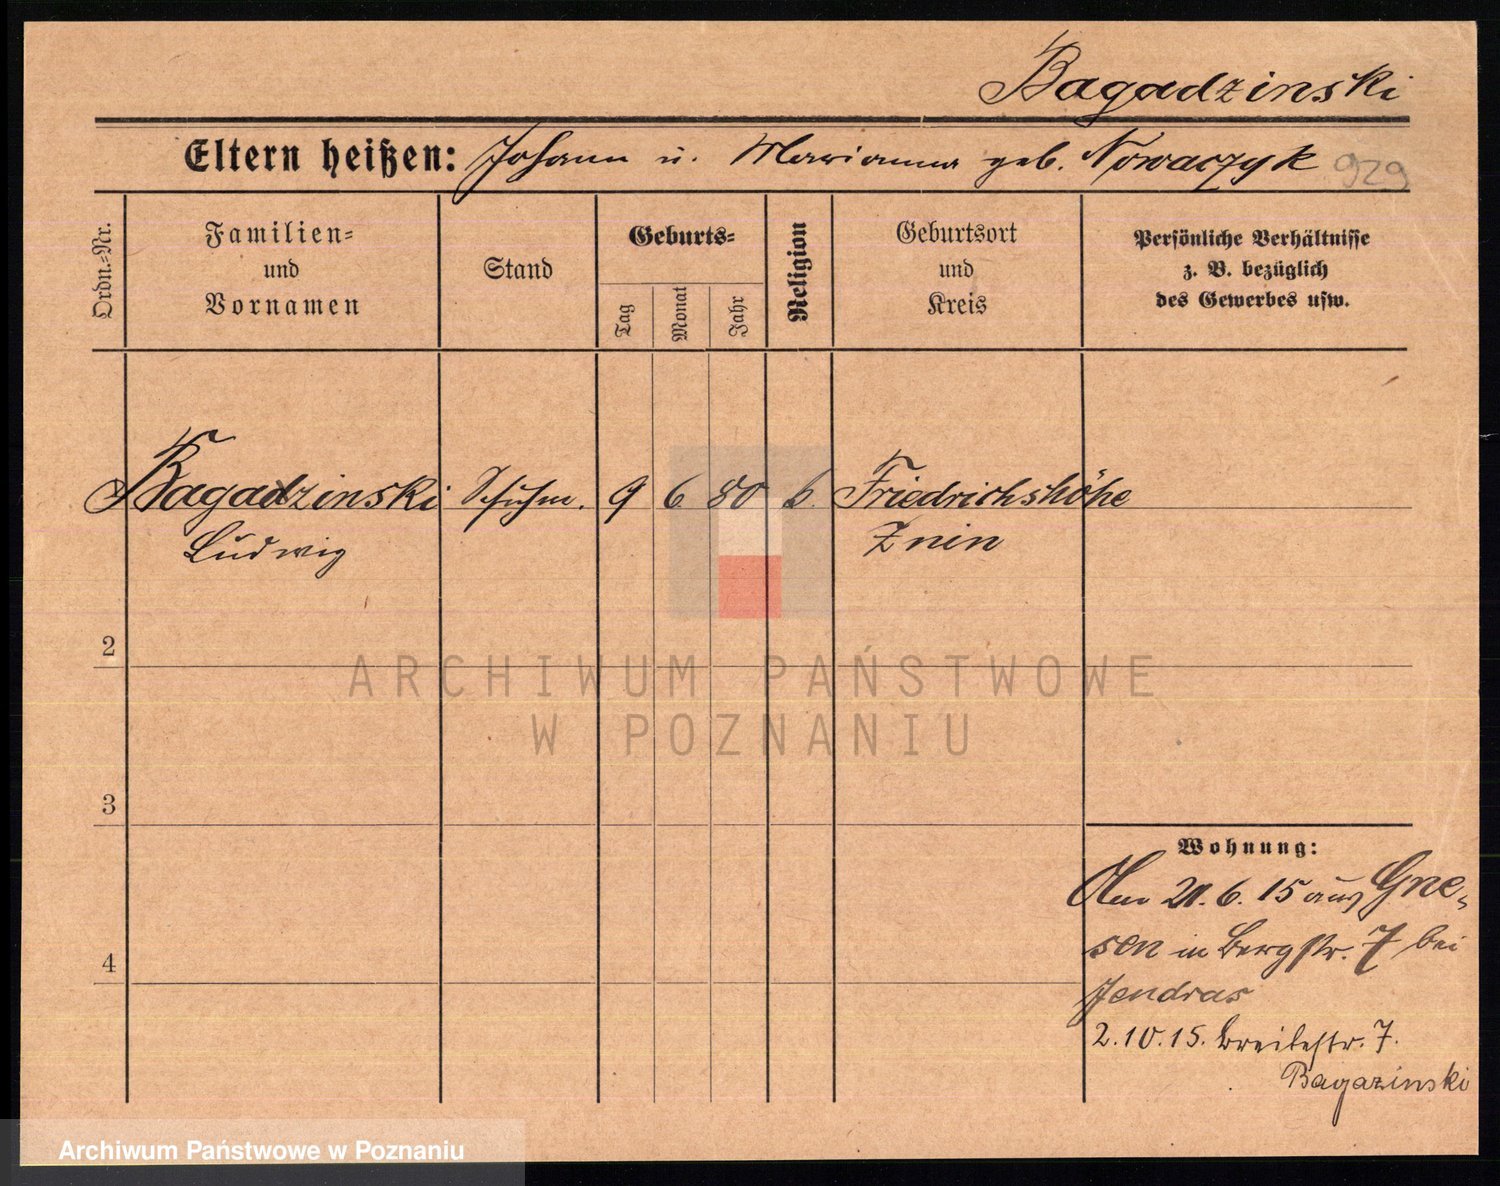 Bagadzinski
Eltern heißen: Johann u. Marianna geb. Nowaczyk 929
Ordn.-Nr.
Familien-
und
Vornamen
Stand
Geburts-
Tag
Monat
Jahr
Religion
Geburtsort
und
Kreis
Persönliche Verhältnisse
z. B. bezüglich
des Gewerbes usw.
Bagadzinski Schuhm. 9 6 80 Friedrichshöhe
Ludwig Znin
2
ARCHIWUM PAŃSTWOWE
W POZNANIU
3
Wohnung:
Am 21. 6. 15 aus Gne-
sen in Bergstr. 7 bei
4
Jendras
2. 10. 15. Breitestr. 7.
Bagazinski
Archiwum Państwowe w Poznaniu